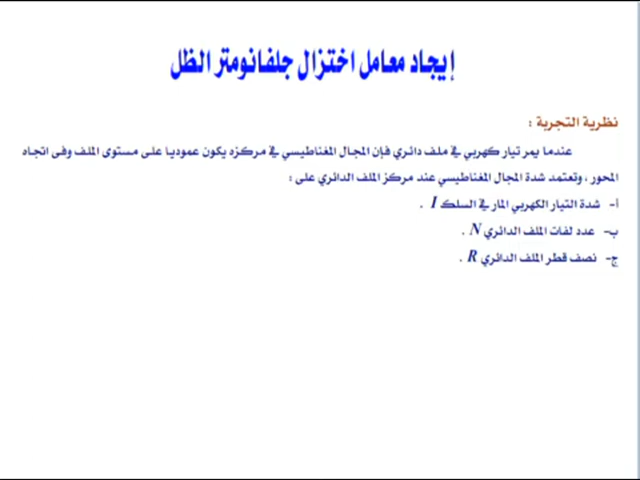 إيجاد معامل اختزال جلفانومتر الظل
نظرية التجربة :
عندما يمر تيار كهربي في ملف دائري فإن المجال المغناطيسي في مركزه يكون عموديا على مستوى الملف وفى اتجاه
المحور ، وتعتمد شدة المجال المغناطيسي عند مركز الملف الدائري على :
أ- شدة التيار الكهربي المار في السلك I .
ب- عدد لفات الملف الدائري N .
ج- نصف قطر الملف الدائري R .